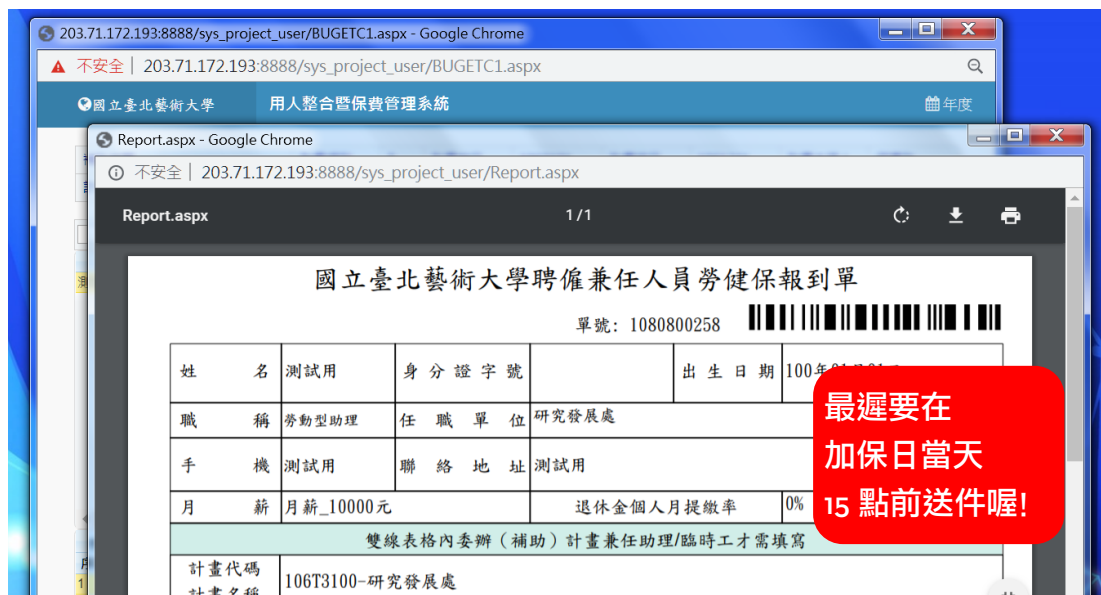 203.71.172.193:8888/sys_project_user/BUGETC1.aspx - Google Chrome
不安全 | 203.71.172.193:8888/sys_project_user/BUGETC1.aspx
國立臺北藝術大學 用人整合暨保費管理系統 年度
Report.aspx - Google Chrome
不安全 | 203.71.172.193:8888/sys_project_user/Report.aspx
Report.aspx 1/1
國立臺北藝術大學聘僱兼任人員勞健保報到單
單號: 1080800258
姓名 測試用 身分證字號 出生日期 100年
職稱 勞動型助理 任職單位 研究發展處
手機 測試用 聯絡地址 測試用
月薪 月薪_10000元 退休金個人月提繳率 0%
最遲要在
加保日當天
15 點前送件喔!
雙線表格內委辦(補助)計畫兼任助理/臨時工才需填寫
計畫代碼
106T3100-研究發展處